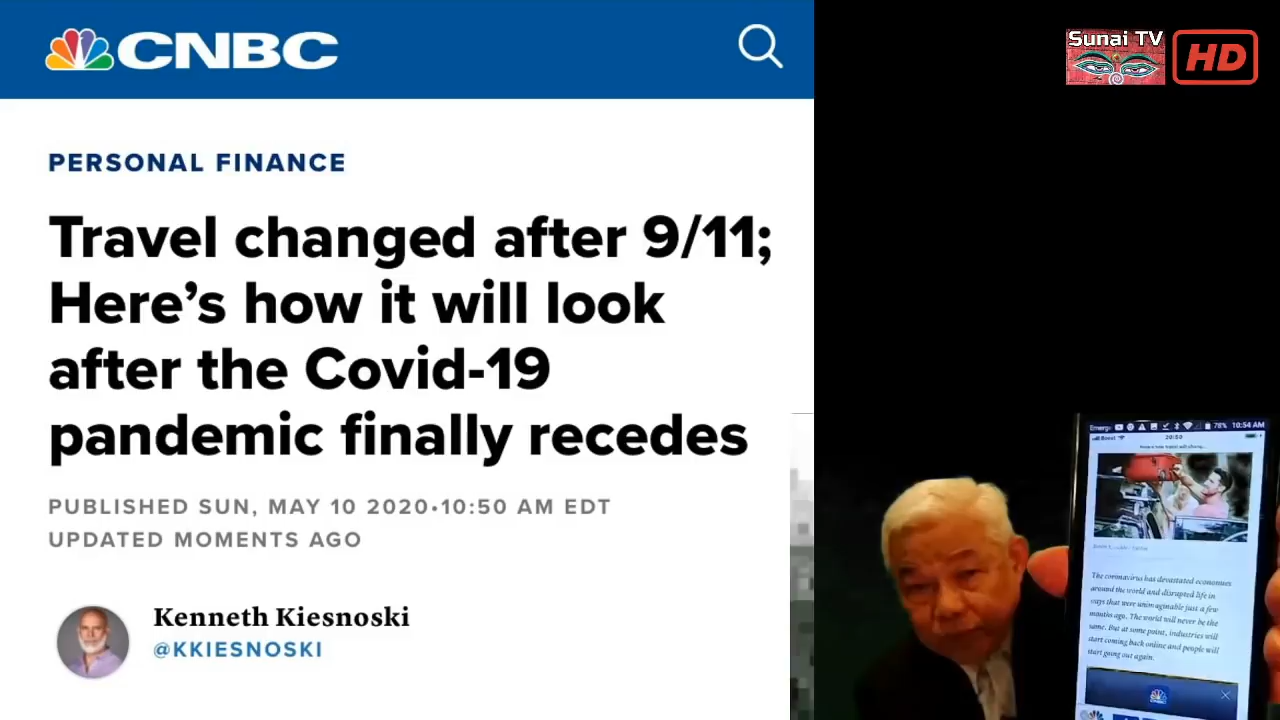 CNBC
PERSONAL FINANCE
Travel changed after 9/11;
Here's how it will look
after the Covid-19
pandemic finally recedes
PUBLISHED SUN, MAY 10 2020•10:50 AM EDT
UPDATED MOMENTS AGO
Kenneth Kiesnoski
@KKIESNOSKI
Sunai TV
HD
78% 10:54 AM
The coronavirus has devastated economies
around the world and disrupted life in
ways that were unimaginable just a few
months ago. The world will never be the
same. But at some point, industries will
start coming back online and people will
start going out again.